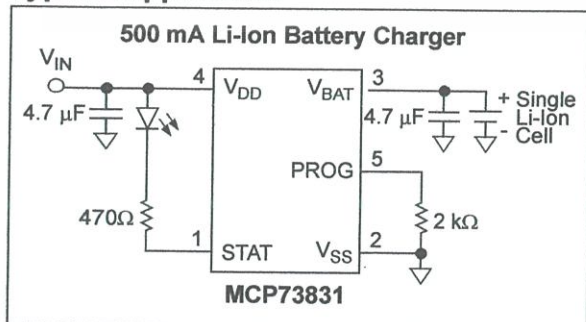 500 mA Li-Ion Battery Charger
VIN
4
VDD
VBAT
3
4.7 μF
4.7 μF
+ Single
Li-Ion
- Cell
PROG
5
470Ω
2 kΩ
1
STAT
VSS
2
MCP73831